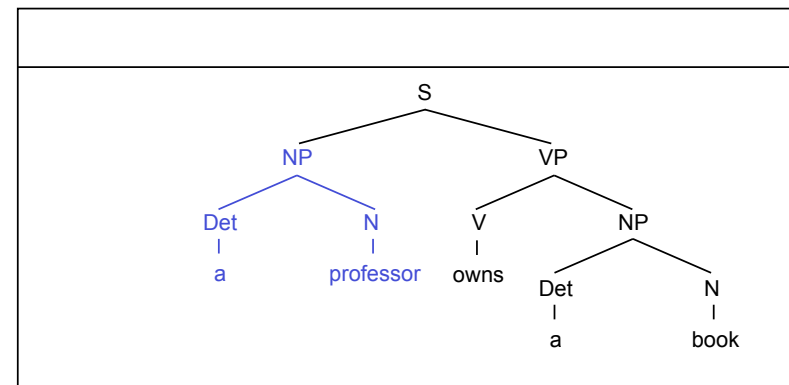 S
NP VP
Det N V NP
a professor owns Det N
a book